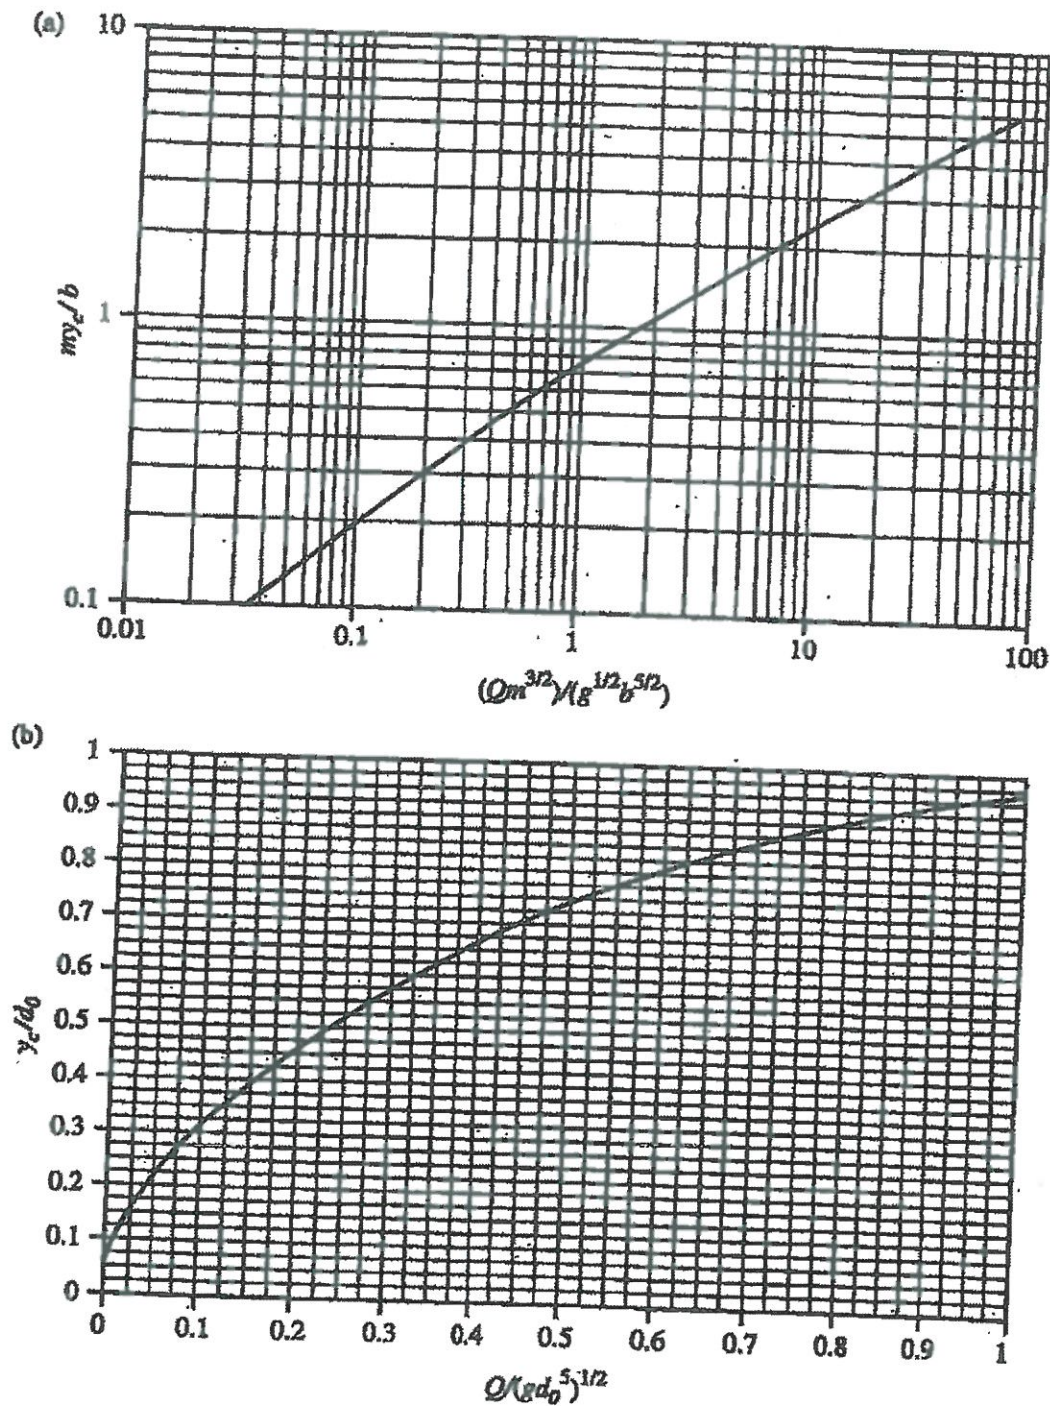 (a)
10
1
0.1
my_c/b
0.01 0.1 1 10 100
(Qm^{3/2})/(g^{1/2}b^{5/2})
(b)
1
0.9
0.8
0.7
0.6
0.5
0.4
0.3
0.2
0.1
0
y_c/d_0
0 0.1 0.2 0.3 0.4 0.5 0.6 0.7 0.8 0.9 1
Q/(gd_0^5)^{1/2}